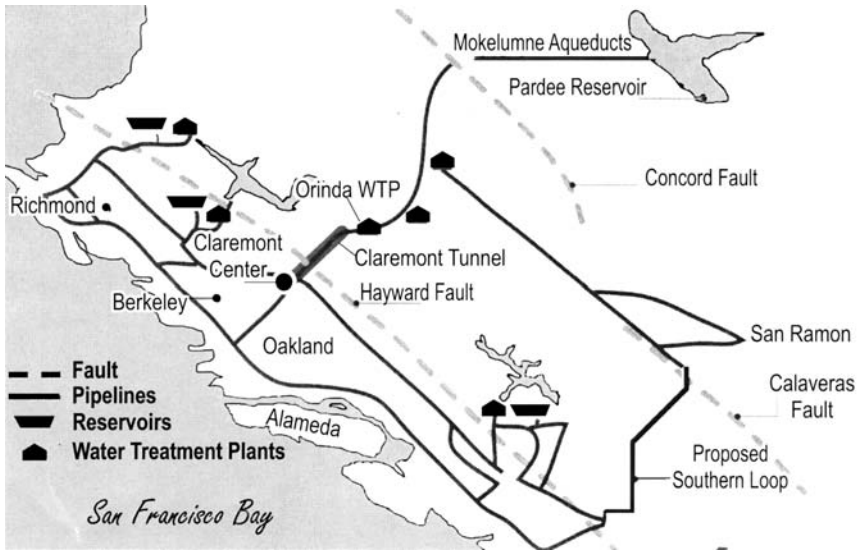 Mokelumne Aqueducts
Pardee Reservoir
Concord Fault
Orinda WTP
Richmond
Claremont
Center
Claremont Tunnel
Hayward Fault
Berkeley
Oakland
San Ramon
Calaveras
Fault
Fault
Pipelines
Reservoirs
Water Treatment Plants
Alameda
Proposed
Southern Loop
San Francisco Bay